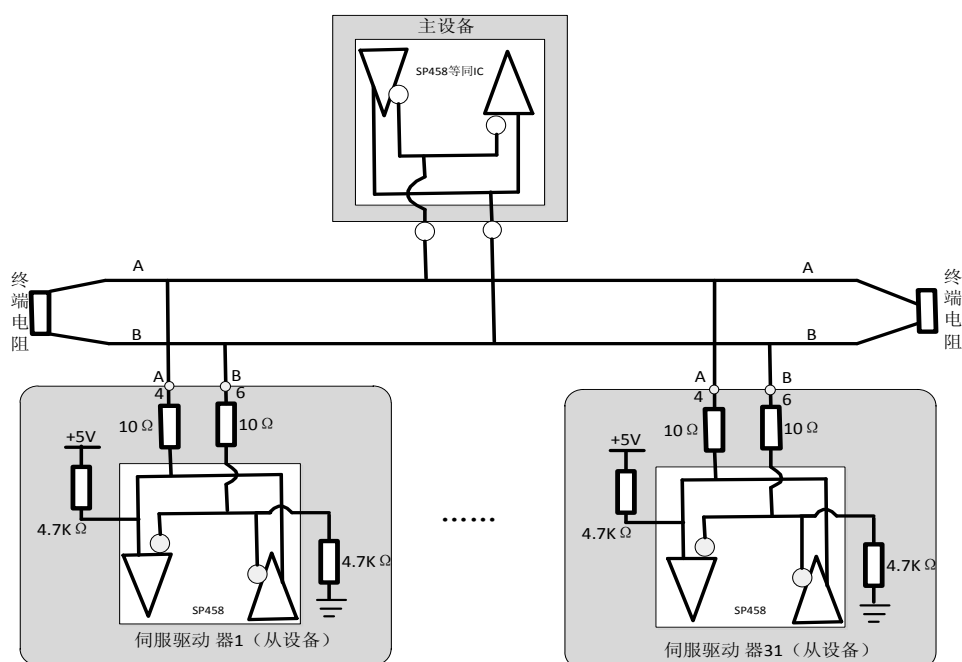 主设备
SP458等同IC
终端电阻
A
A
终端电阻
B
B
A
B
4
6
10Ω
10Ω
+5V
4.7KΩ
4.7KΩ
SP458
伺服驱动 器1（从设备）
......
A
B
4
6
10Ω
10Ω
+5V
4.7KΩ
4.7KΩ
SP458
伺服驱动 器31（从设备）